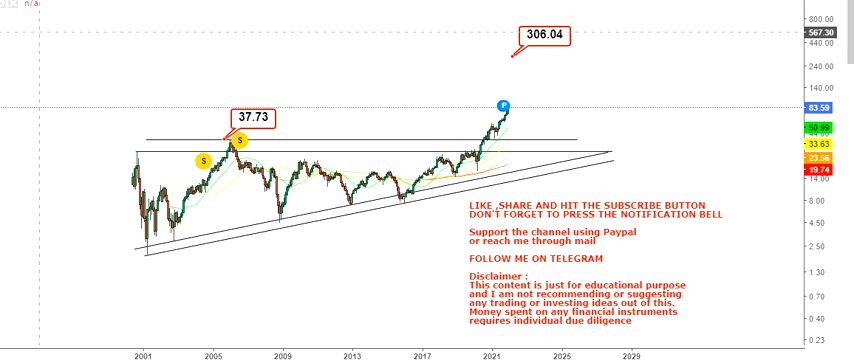 n/a
306.04
37.73
S
S
P
800.00
567.30
440.00
240.00
140.00
83.59
50.99
33.63
23.56
19.74
14.00
8.00
4.50
2.50
1.30
0.70
0.40
0.23
LIKE ,SHARE AND HIT THE SUBSCRIBE BUTTON
DON´T FORGET TO PRESS THE NOTIFICATION BELL
Support the channel using Paypal
or reach me through mail
FOLLOW ME ON TELEGRAM
Disclaimer :
This content is just for educational purpose
and I am not recommending or suggesting
any trading or investing ideas out of this.
Money spent on any financial instruments
requires individual due diligence
2001 2005 2009 2013 2017 2021 2025 2029